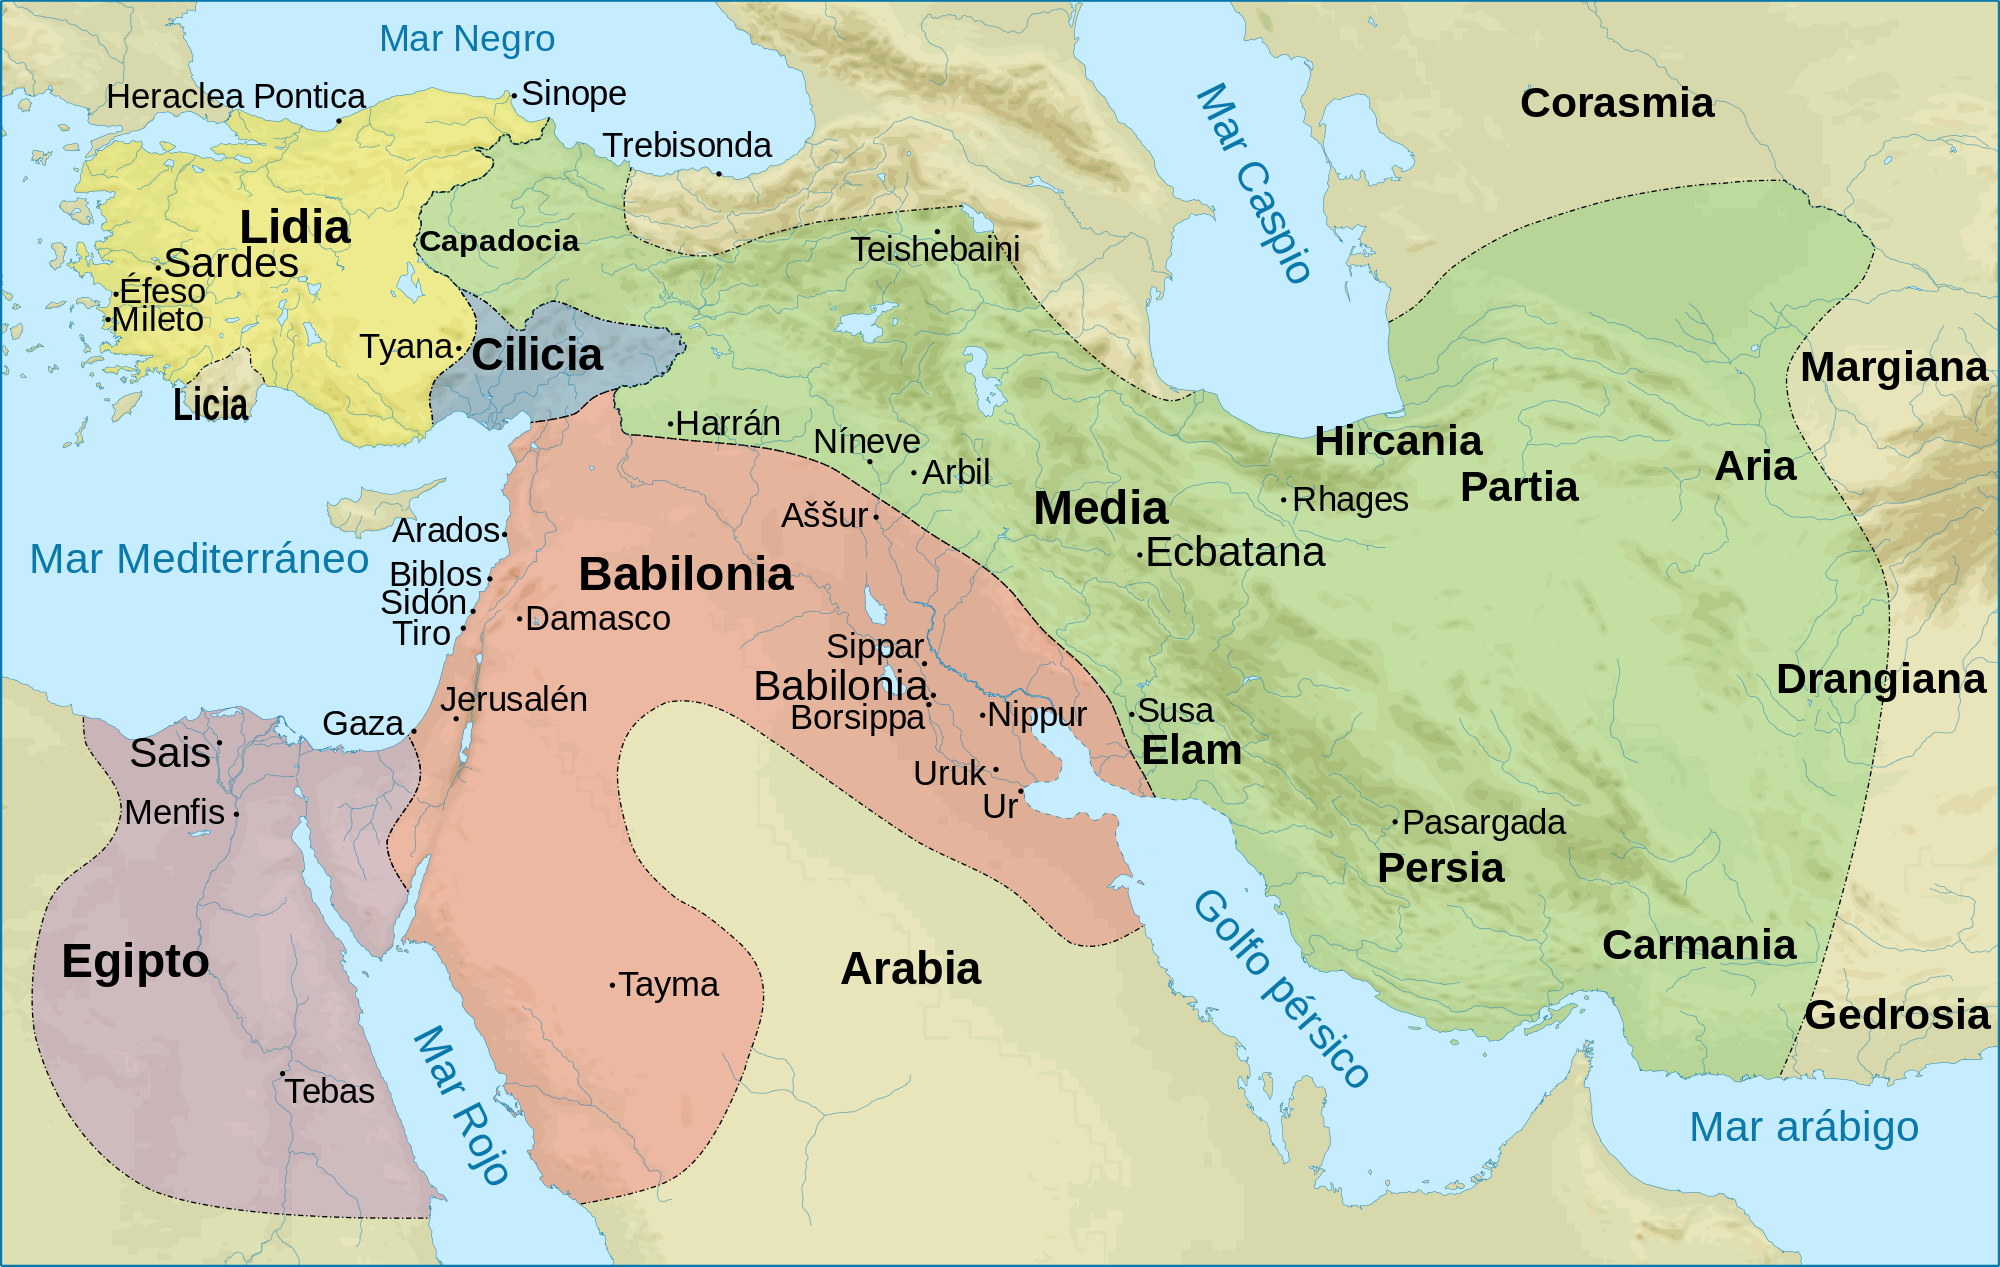 Mar Negro
Heraclea Pontica
Sinope
Trebisonda
Mar Caspio
Corasmia
Lidia
Sardes
Éfeso
Mileto
Capadocia
Teishebaini
Tyana
Cilicia
Licia
Margiana
Harrán
Níneve
Arbil
Aššur
Media
Ecbatana
Hircania
Rhages
Partia
Aria
Mar Mediterráneo
Arados
Biblos
Sidón
Tiro
Damasco
Babilonia
Sippar
Babilonia
Borsippa
Nippur
Susa
Elam
Drangiana
Jerusalén
Gaza
Sais
Menfis
Uruk
Ur
Pasargada
Persia
Carmania
Egipto
Tayma
Arabia
Golfo pérsico
Gedrosia
Mar Rojo
Tebas
Mar arábigo